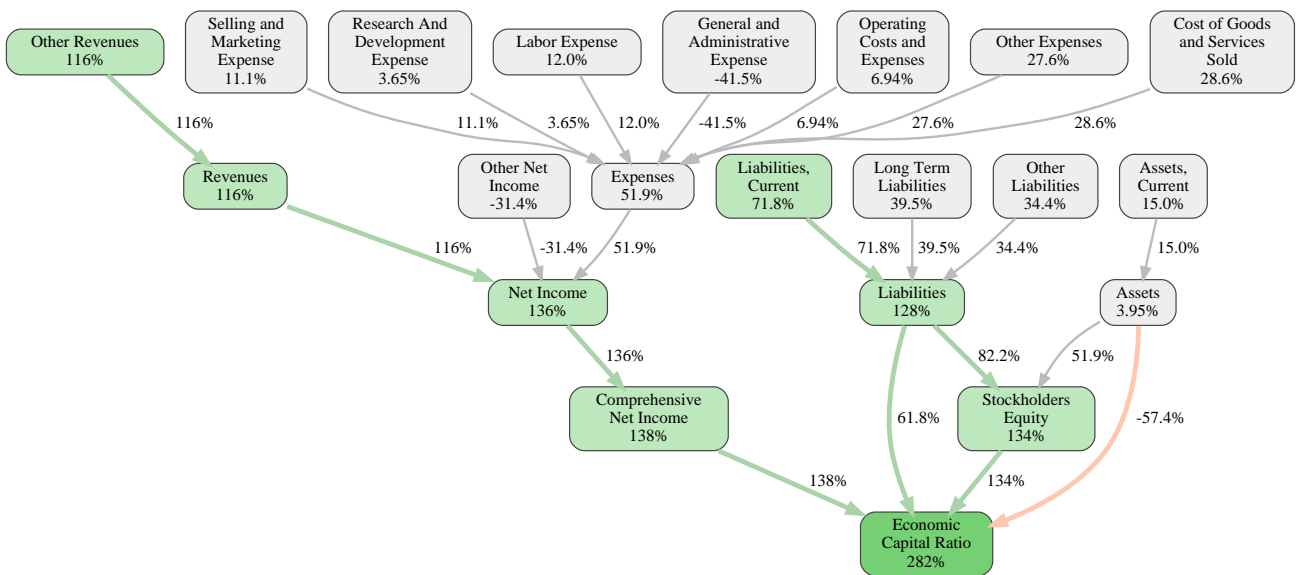 Other Revenues
116%
Selling and
Marketing
Expense
11.1%
Research And
Development
Expense
3.65%
Labor Expense
12.0%
General and
Administrative
Expense
-41.5%
Operating
Costs and
Expenses
6.94%
Other Expenses
27.6%
Cost of Goods
and Services
Sold
28.6%
116%
11.1%
3.65%
12.0%
-41.5%
6.94%
27.6%
28.6%
Revenues
116%
Other Net
Income
-31.4%
Expenses
51.9%
Liabilities,
Current
71.8%
Long Term
Liabilities
39.5%
Other
Liabilities
34.4%
Assets,
Current
15.0%
116%
-31.4%
51.9%
71.8%
39.5%
34.4%
15.0%
Net Income
136%
Liabilities
128%
Assets
3.95%
136%
82.2%
51.9%
Comprehensive
Net Income
138%
61.8%
Stockholders
Equity
134%
-57.4%
138%
134%
Economic
Capital Ratio
282%